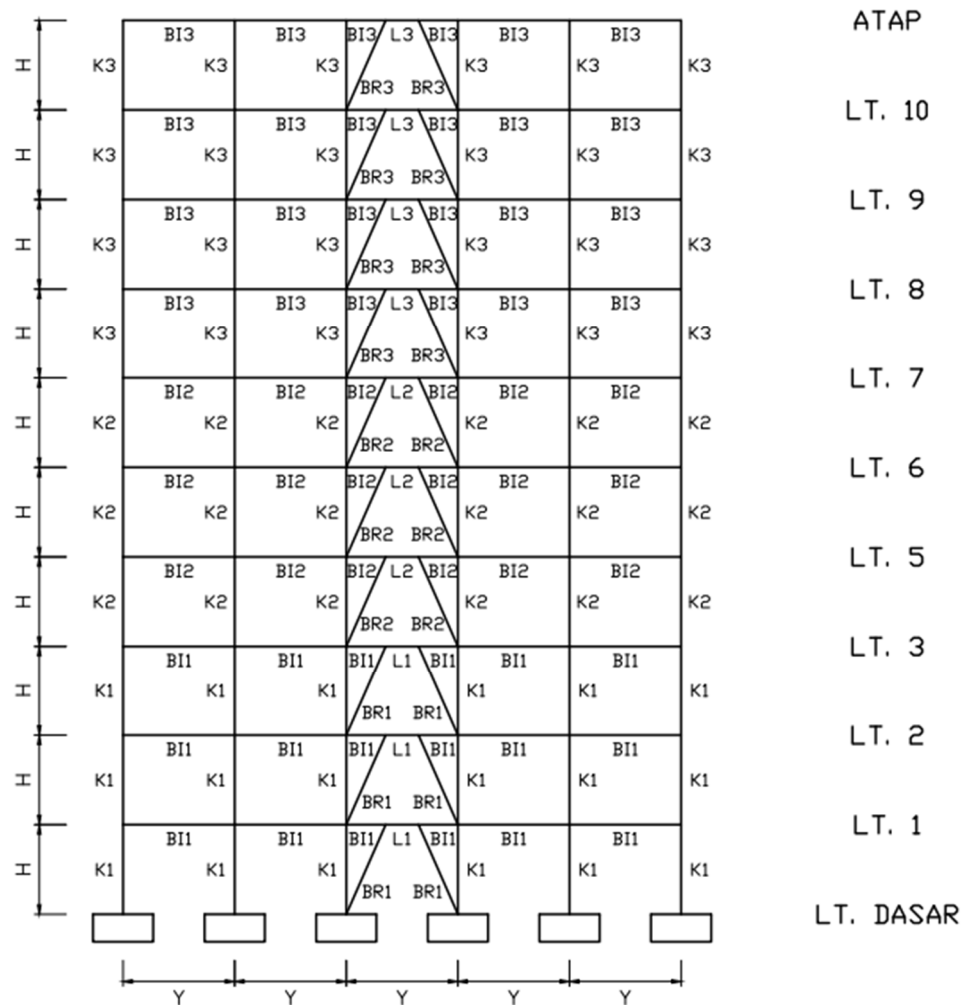 ATAP
BI3 BI3 BI3 L3 BI3 BI3 BI3
H K3 K3 K3 K3 K3 K3
BR3 BR3
LT. 10
BI3 BI3 BI3 L3 BI3 BI3 BI3
H K3 K3 K3 K3 K3 K3
BR3 BR3
LT. 9
BI3 BI3 BI3 L3 BI3 BI3 BI3
H K3 K3 K3 K3 K3 K3
BR3 BR3
LT. 8
BI3 BI3 BI3 L3 BI3 BI3 BI3
H K3 K3 K3 K3 K3 K3
BR3 BR3
LT. 7
BI2 BI2 BI2 L2 BI2 BI2 BI2
H K2 K2 K2 K2 K2 K2
BR2 BR2
LT. 6
BI2 BI2 BI2 L2 BI2 BI2 BI2
H K2 K2 K2 K2 K2 K2
BR2 BR2
LT. 5
BI2 BI2 BI2 L2 BI2 BI2 BI2
H K2 K2 K2 K2 K2 K2
BR2 BR2
LT. 3
BI1 BI1 BI1 L1 BI1 BI1 BI1
H K1 K1 K1 K1 K1 K1
BR1 BR1
LT. 2
BI1 BI1 BI1 L1 BI1 BI1 BI1
H K1 K1 K1 K1 K1 K1
BR1 BR1
LT. 1
BI1 BI1 BI1 L1 BI1 BI1 BI1
H K1 K1 K1 K1 K1 K1
BR1 BR1
LT. DASAR
Y Y Y Y Y